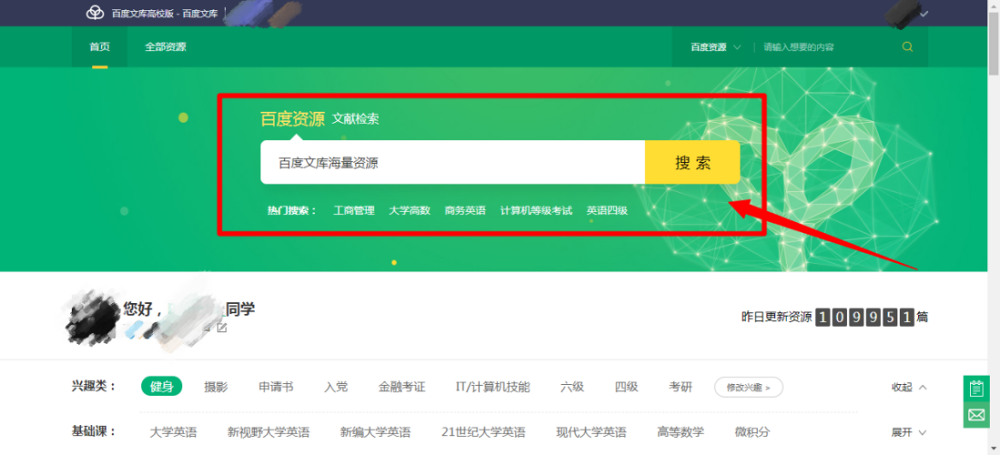 百度文库高校版 - 百度文库
首页 全部资源 百度资源 请输入想要的内容
百度资源 文献检索
百度文库海量资源 搜索
热门搜索： 工商管理 大学高数 商务英语 计算机等级考试 英语四级
您好， 同学
昨日更新资源 109951 篇
兴趣类： 健身 摄影 申请书 入党 金融考证 IT/计算机技能 六级 四级 考研 修改兴趣 > 收起
基础课： 大学英语 新视野大学英语 新编大学英语 21世纪大学英语 现代大学英语 高等数学 微积分 展开